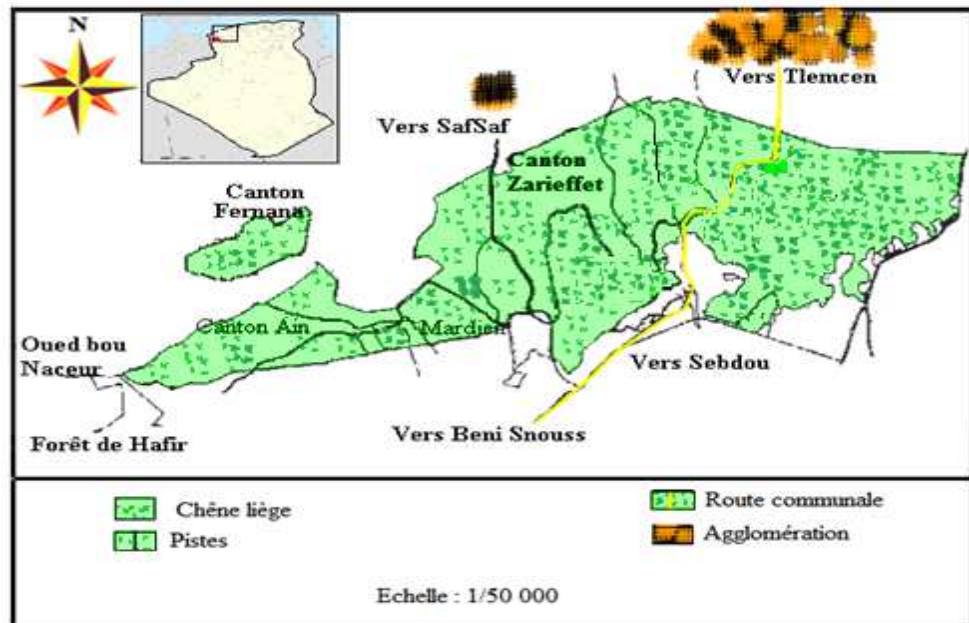 N
Vers Tlemcen
Vers SafSaf
Canton
Zarieffet
Canton
Fernana
Canton Ain
Mardjen
Oued bou
Naceur
Vers Sebdou
Vers Beni Snouss
Forêt de Hafir
Chêne liège
Route communale
Pistes
Agglomération
Echelle : 1/50 000